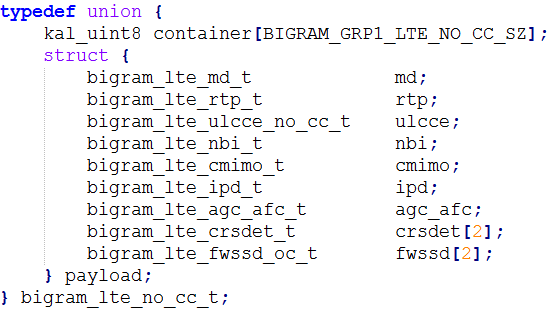 typedef union {
    kal_uint8 container[BIGRAM_GRP1_LTE_NO_CC_SZ];
    struct {
        bigram_lte_md_t            md;
        bigram_lte_rtp_t           rtp;
        bigram_lte_ulcce_no_cc_t   ulcce;
        bigram_lte_nbi_t           nbi;
        bigram_lte_cmimo_t         cmimo;
        bigram_lte_ipd_t           ipd;
        bigram_lte_agc_afc_t       agc_afc;
        bigram_lte_crsdet_t        crsdet[2];
        bigram_lte_fwssd_oc_t      fwssd[2];
    } payload;
} bigram_lte_no_cc_t;